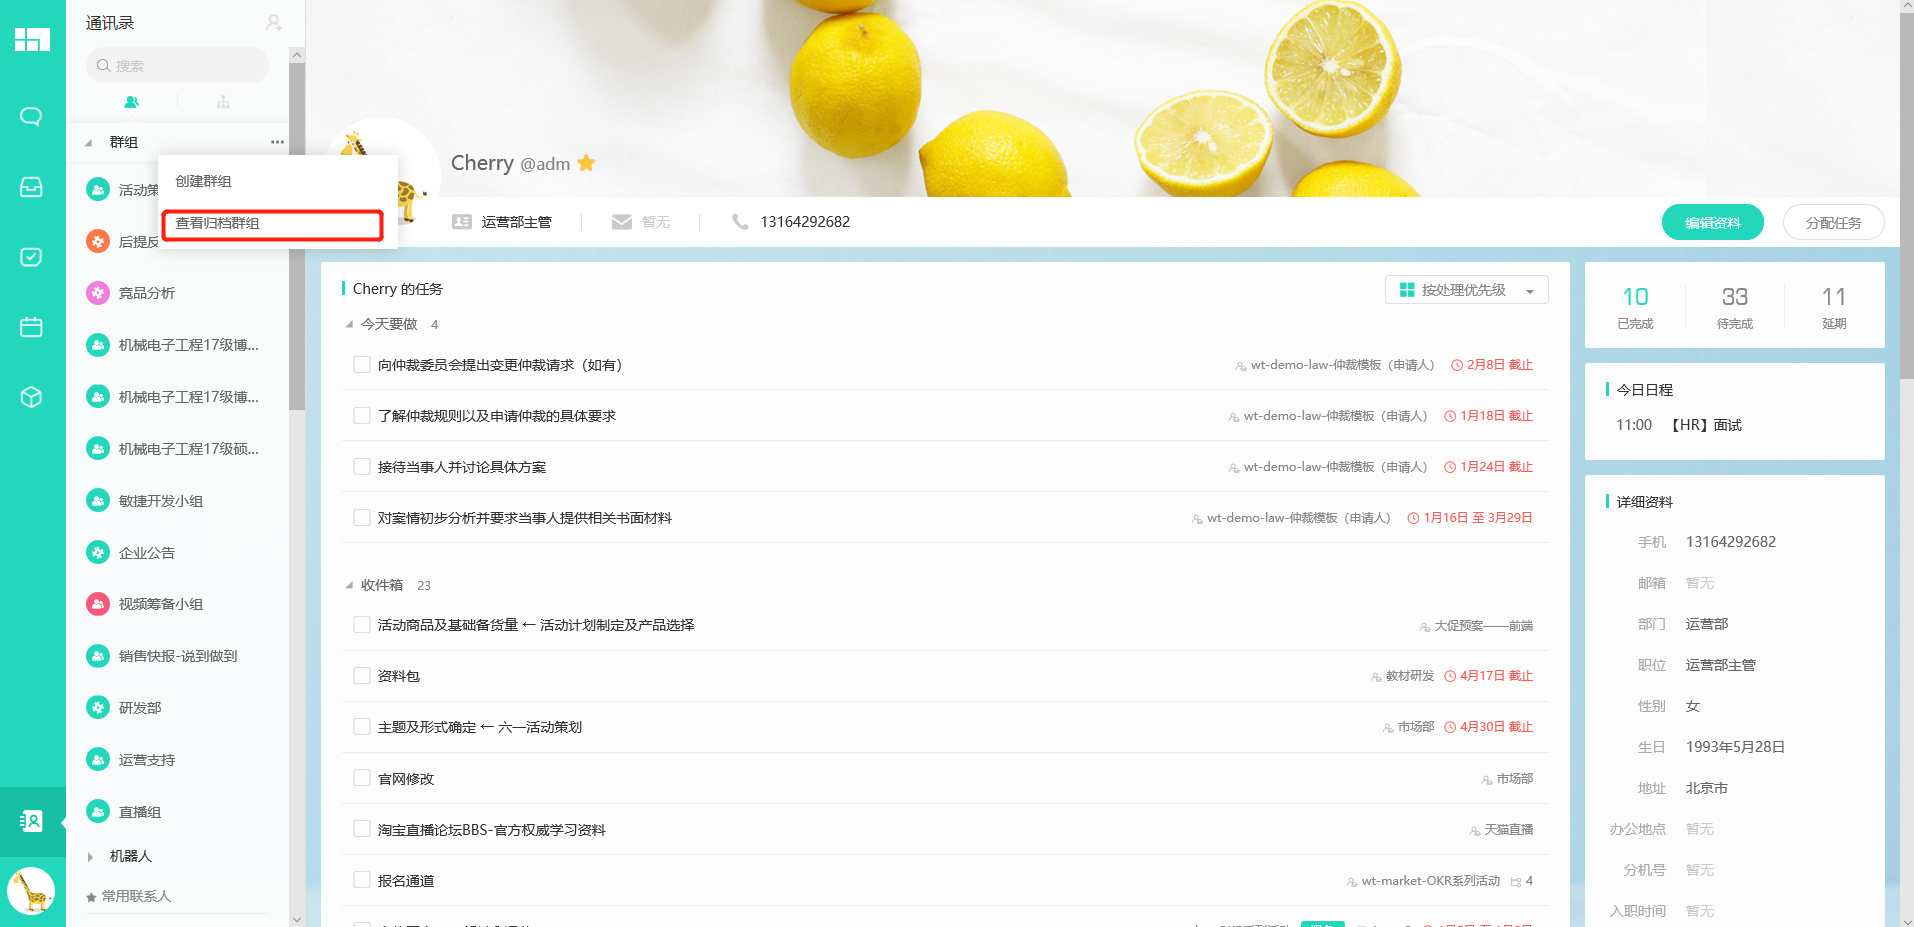 通讯录
搜索
群组
创建群组
查看归档群组
活动策
后提反
竞品分析
机械电子工程17级博...
机械电子工程17级博...
机械电子工程17级硕...
敏捷开发小组
企业公告
视频筹备小组
销售快报-说到做到
研发部
运营支持
直播组
机器人
常用联系人
Cherry @adm
运营部主管
暂无
13164292682
编辑资料
分配任务
Cherry 的任务
按处理优先级
今天要做 4
向仲裁委员会提出变更仲裁请求（如有） wt-demo-law-仲裁模板（申请人） 2月8日 截止
了解仲裁规则以及申请仲裁的具体要求 wt-demo-law-仲裁模板（申请人） 1月18日 截止
接待当事人并讨论具体方案 wt-demo-law-仲裁模板（申请人） 1月24日 截止
对案情初步分析并要求当事人提供相关书面材料 wt-demo-law-仲裁模板（申请人） 1月16日 至 3月29日
收件箱 23
活动商品及基础备货量 ← 活动计划制定及产品选择 大促预案——前端
资料包 教材研发 4月17日 截止
主题及形式确定 ← 六一活动策划 市场部 4月30日 截止
官网修改 市场部
淘宝直播论坛BBS-官方权威学习资料 天猫直播
报名通道 wt-market-OKR系列活动 4
10 33 11
已完成 待完成 延期
今日日程
11:00 【HR】面试
详细资料
手机 13164292682
邮箱 暂无
部门 运营部
职位 运营部主管
性别 女
生日 1993年5月28日
地址 北京市
办公地点 暂无
分机号 暂无
入职时间 暂无